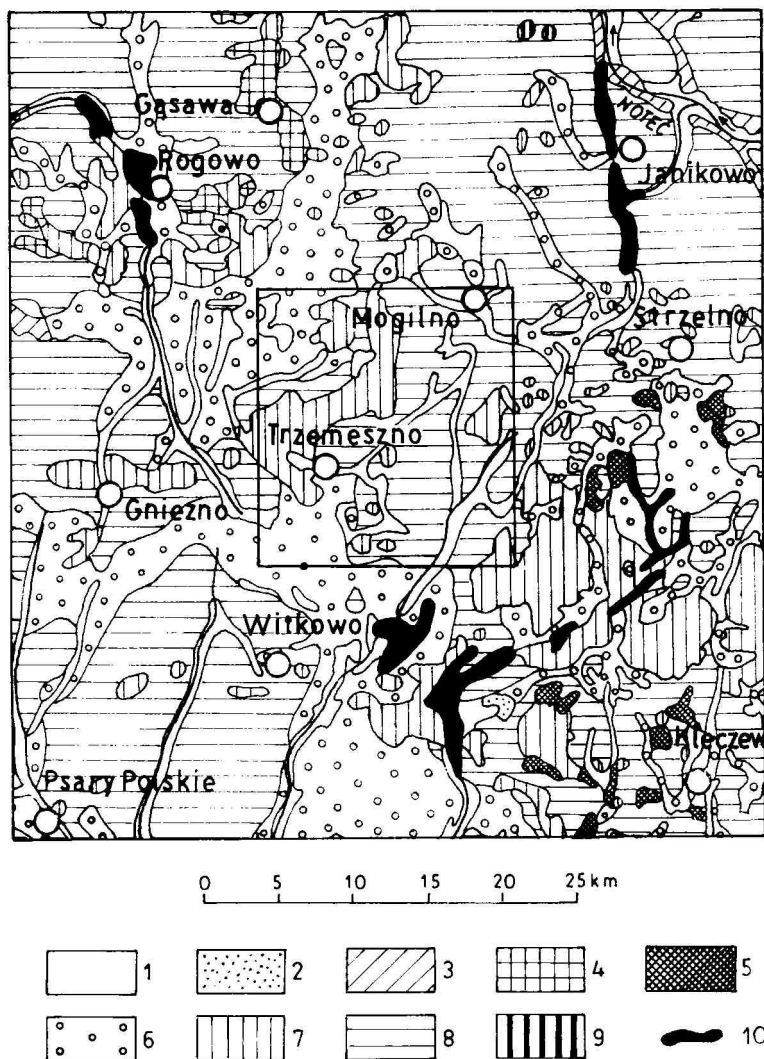 Gąsawa
NOTEĆ
Rogowo
Janikowo
Mogilno
Strzelno
Trzemeszno
Gniezno
Witkowo
Kleczew
Psary Polskie
0 5 10 15 20 25 km
1 2 3 4 5
6 7 8 9 10